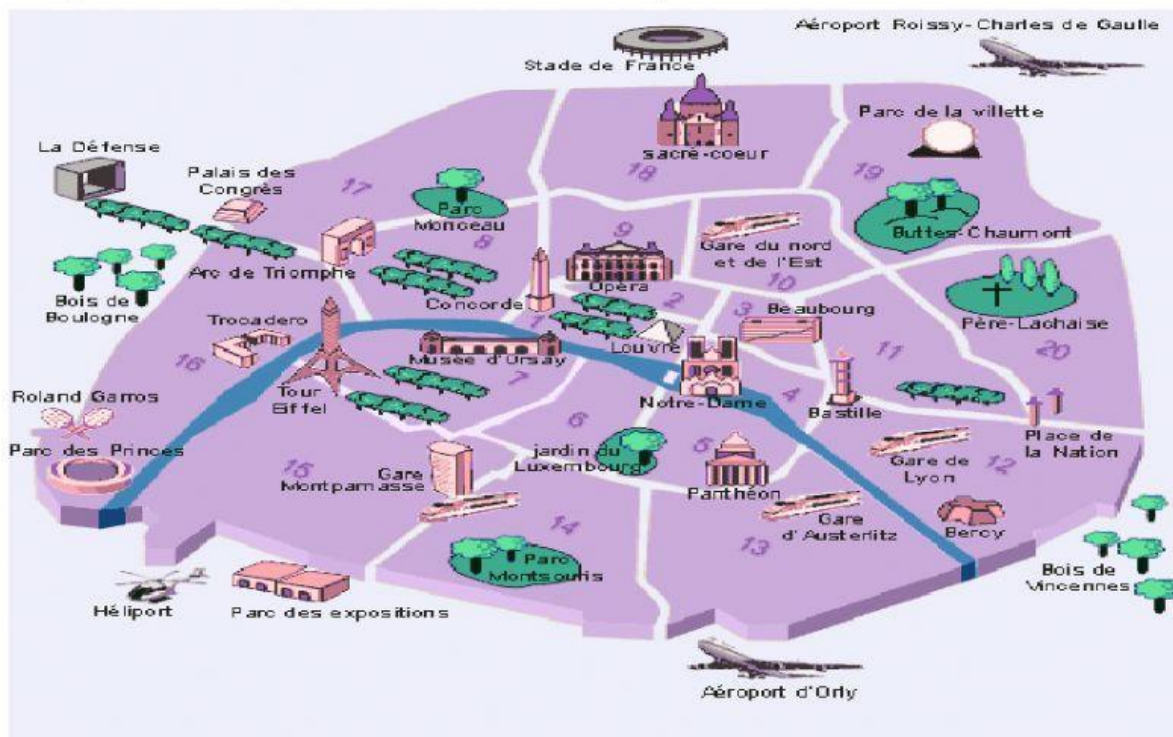 Aéroport Roissy-Charles de Gaulle
Stade de France
Parc de la villette
La Défense
sacré-coeur
Palais des
Congrès
17
18
19
Parc
Monceau
Buttes-Chaumont
8
9
Gare du nord
et de l'Est
Arc de Triomphe
10
Opéra
Concorde
2
3
Beaubourg
Bois de
Boulogne
Père-Lachaise
Trocadero
1
Louvre
Musée d'Orsay
11
20
16
7
Tour
Eiffel
Notre-Dame
4
Bastille
Roland Garros
6
Place de
la Nation
Parc des Princes
jardin du
Luxembourg
5
Gare de
Lyon
12
15
Gare
Montparnasse
Panthéon
14
Gare
d'Austerlitz
13
Bercy
Parc
Montsouris
Bois de
Vincennes
Héliport
Parc des expositions
Aéroport d'Orly